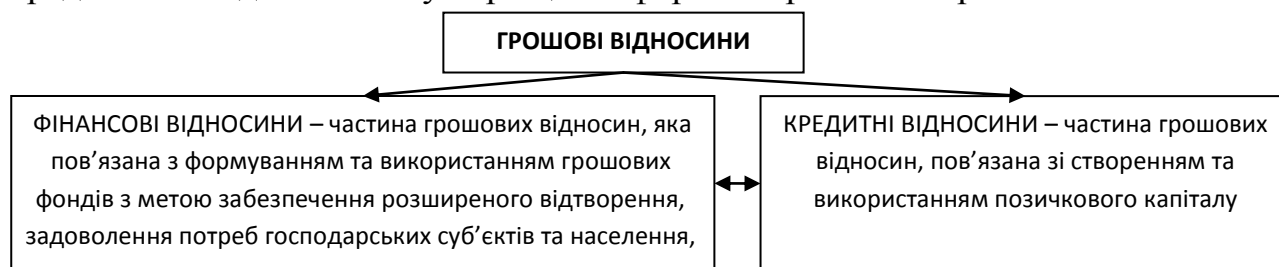 ГРОШОВІ ВІДНОСИНИ
ФІНАНСОВІ ВІДНОСИНИ – частина грошових відносин, яка
пов’язана з формуванням та використанням грошових
фондів з метою забезпечення розширеного відтворення,
задоволення потреб господарських суб’єктів та населення,
КРЕДИТНІ ВІДНОСИНИ – частина грошових
відносин, пов’язана зі створенням та
використанням позичкового капіталу